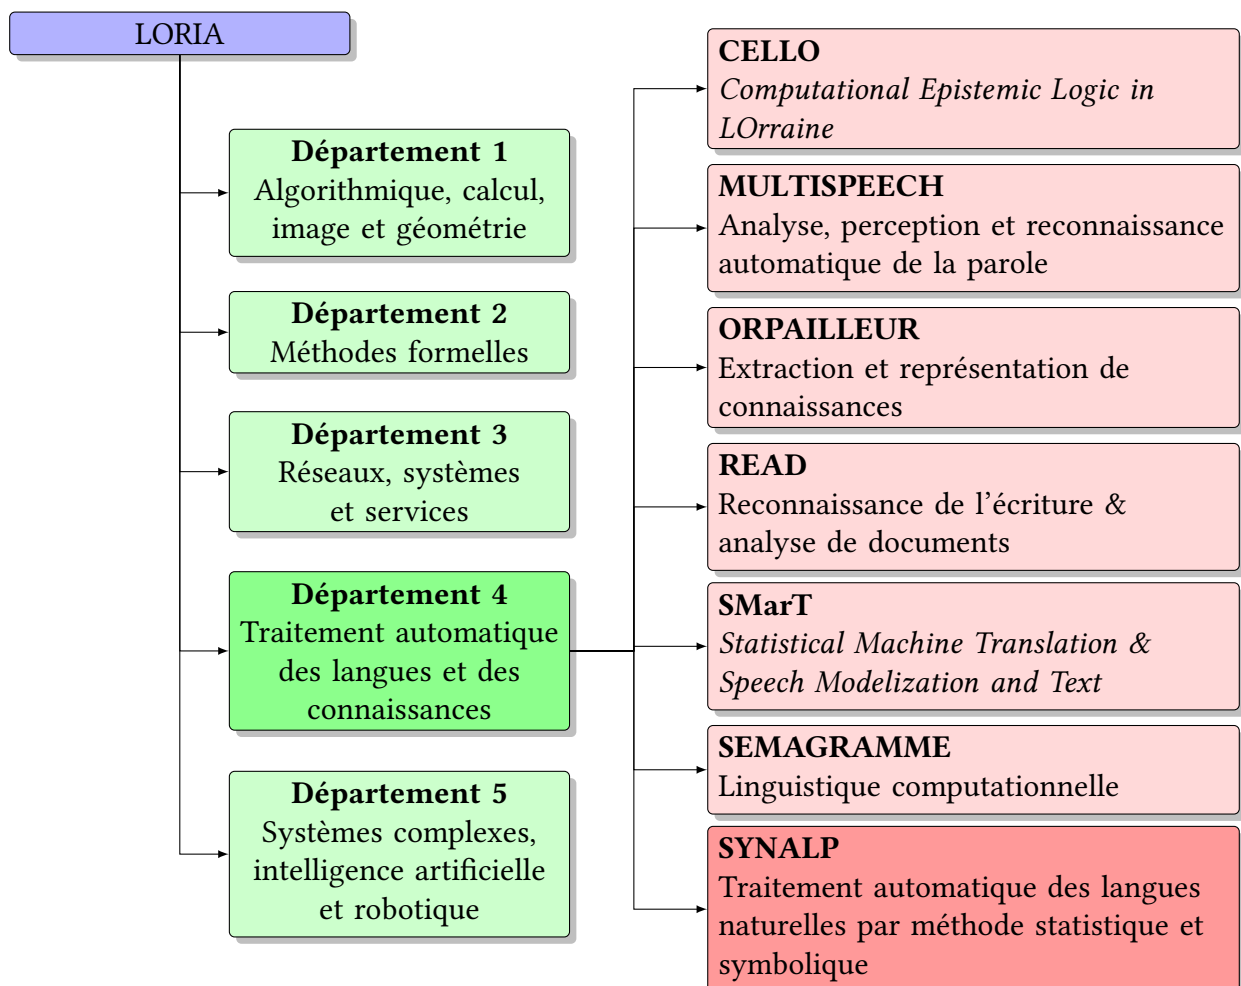 LORIA
Département 1
Algorithmique, calcul,
image et géométrie
Département 2
Méthodes formelles
Département 3
Réseaux, systèmes
et services
Département 4
Traitement automatique
des langues et des
connaissances
Département 5
Systèmes complexes,
intelligence artificielle
et robotique
CELLO
Computational Epistemic Logic in
LOrraine
MULTISPEECH
Analyse, perception et reconnaissance
automatique de la parole
ORPAILLEUR
Extraction et représentation de
connaissances
READ
Reconnaissance de l'écriture &
analyse de documents
SMarT
Statistical Machine Translation &
Speech Modelization and Text
SEMAGRAMME
Linguistique computationnelle
SYNALP
Traitement automatique des langues
naturelles par méthode statistique et
symbolique